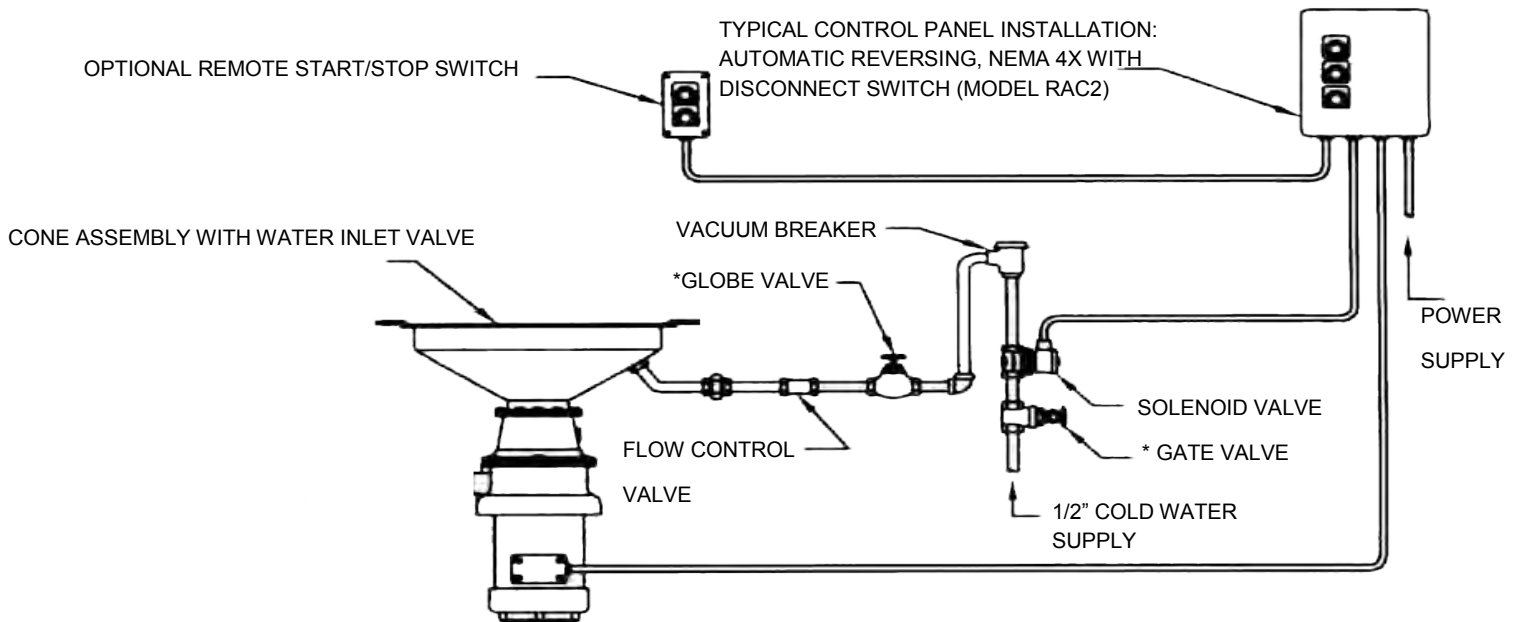 TYPICAL CONTROL PANEL INSTALLATION:
AUTOMATIC REVERSING, NEMA 4X WITH
DISCONNECT SWITCH (MODEL RAC2)
OPTIONAL REMOTE START/STOP SWITCH
CONE ASSEMBLY WITH WATER INLET VALVE
VACUUM BREAKER
*GLOBE VALVE
POWER
SUPPLY
SOLENOID VALVE
FLOW CONTROL
VALVE
* GATE VALVE
1/2” COLD WATER
SUPPLY